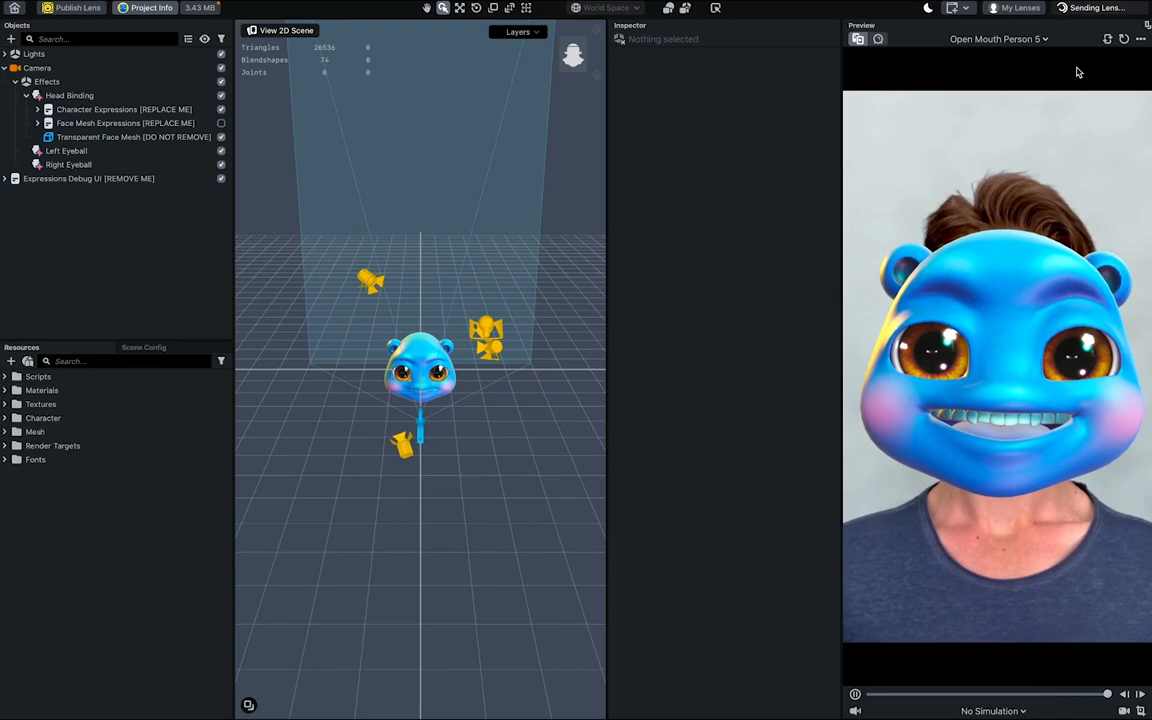 Publish Lens
Project Info
3.43 MB
World Space
My Lenses
Sending Lens...
Objects
Search...
Lights
Camera
Effects
Head Binding
Character Expressions [REPLACE ME]
Face Mesh Expressions [REPLACE ME]
Transparent Face Mesh [DO NOT REMOVE]
Left Eyeball
Right Eyeball
Expressions Debug UI [REMOVE ME]
Resources
Scene Config
Search...
Scripts
Materials
Textures
Character
Mesh
Render Targets
Fonts
View 2D Scene
Layers
Triangles 26536 0
Blendshapes 74 0
Joints 0 0
Inspector
Nothing selected
Preview
Open Mouth Person 5
No Simulation